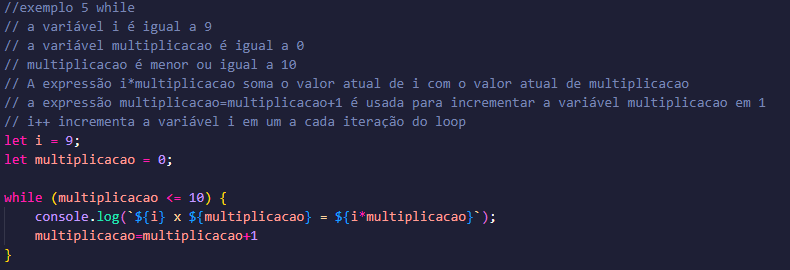 //exemplo 5 while
// a variável i é igual a 9
// a variável multiplicacao é igual a 0
// multiplicacao é menor ou igual a 10
// A expressão i*multiplicacao soma o valor atual de i com o valor atual de multiplicacao
// a expressão multiplicacao=multiplicacao+1 é usada para incrementar a variável multiplicacao em 1
// i++ incrementa a variável i em um a cada iteração do loop
let i = 9;
let multiplicacao = 0;
while (multiplicacao <= 10) {
console.log(`${i} x ${multiplicacao} = ${i*multiplicacao}`);
multiplicacao=multiplicacao+1
}